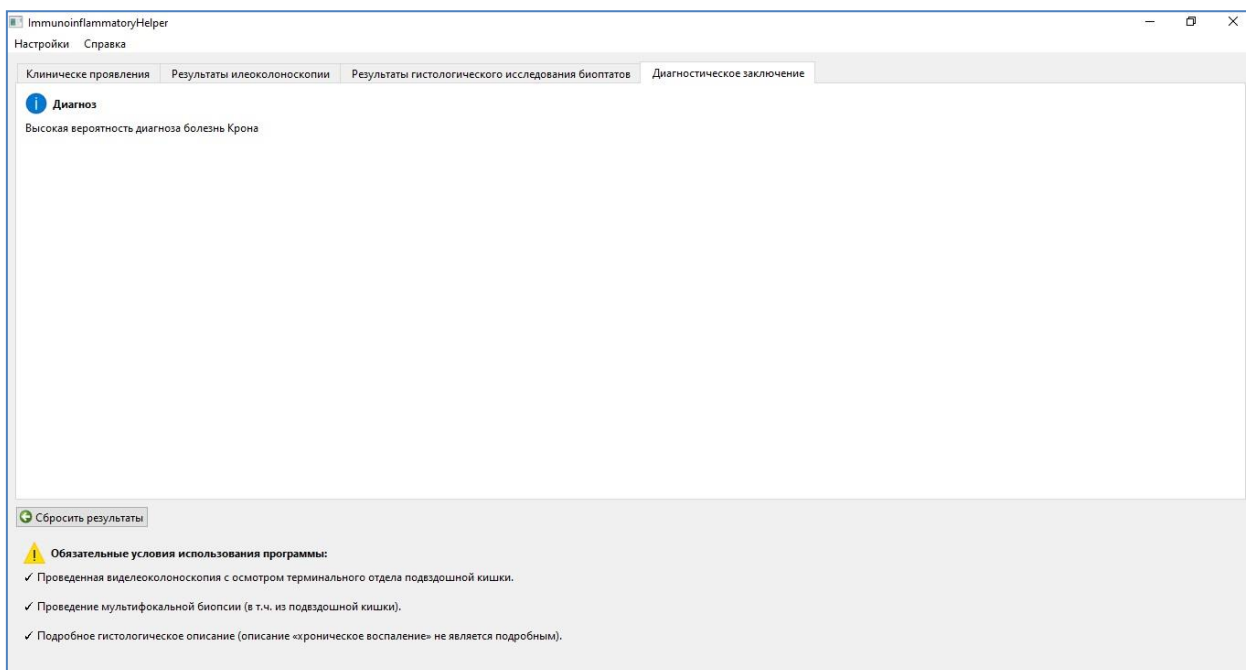 ImmunoinflammatoryHelper
Настройки Справка
Клиническе проявления Результаты илеоколоноскопии Результаты гистологического исследования биоптатов Диагностическое заключение
Диагноз
Высокая вероятность диагноза болезнь Крона
Сбросить результаты
Обязательные условия использования программы:
✓ Проведенная виделеоколоноскопия с осмотром терминального отдела подвздошной кишки.
✓ Проведение мультифокальной биопсии (в т.ч. из подвздошной кишки).
✓ Подробное гистологическое описание (описание «хроническое воспаление» не является подробным).